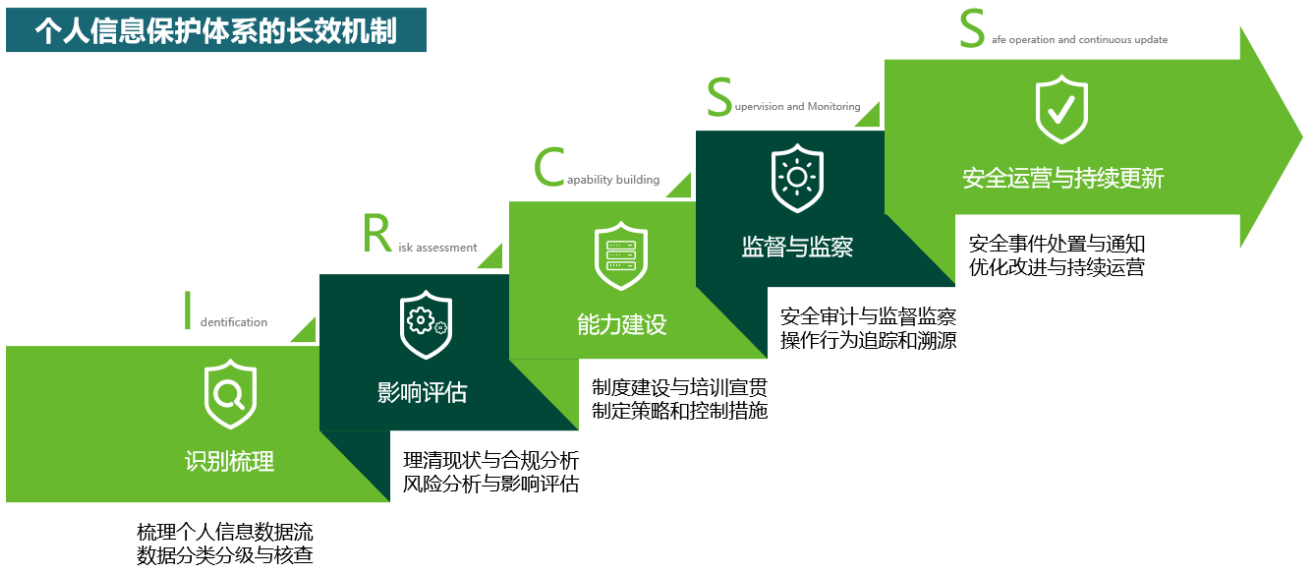 个人信息保护体系的长效机制
Identification
识别梳理
梳理个人信息数据流
数据分类分级与核查
Risk assessment
影响评估
理清现状与合规分析
风险分析与影响评估
Capability building
能力建设
制度建设与培训宣贯
制定策略和控制措施
Supervision and Monitoring
监督与监察
安全审计与监督监察
操作行为追踪和溯源
Safe operation and continuous update
安全运营与持续更新
安全事件处置与通知
优化改进与持续运营